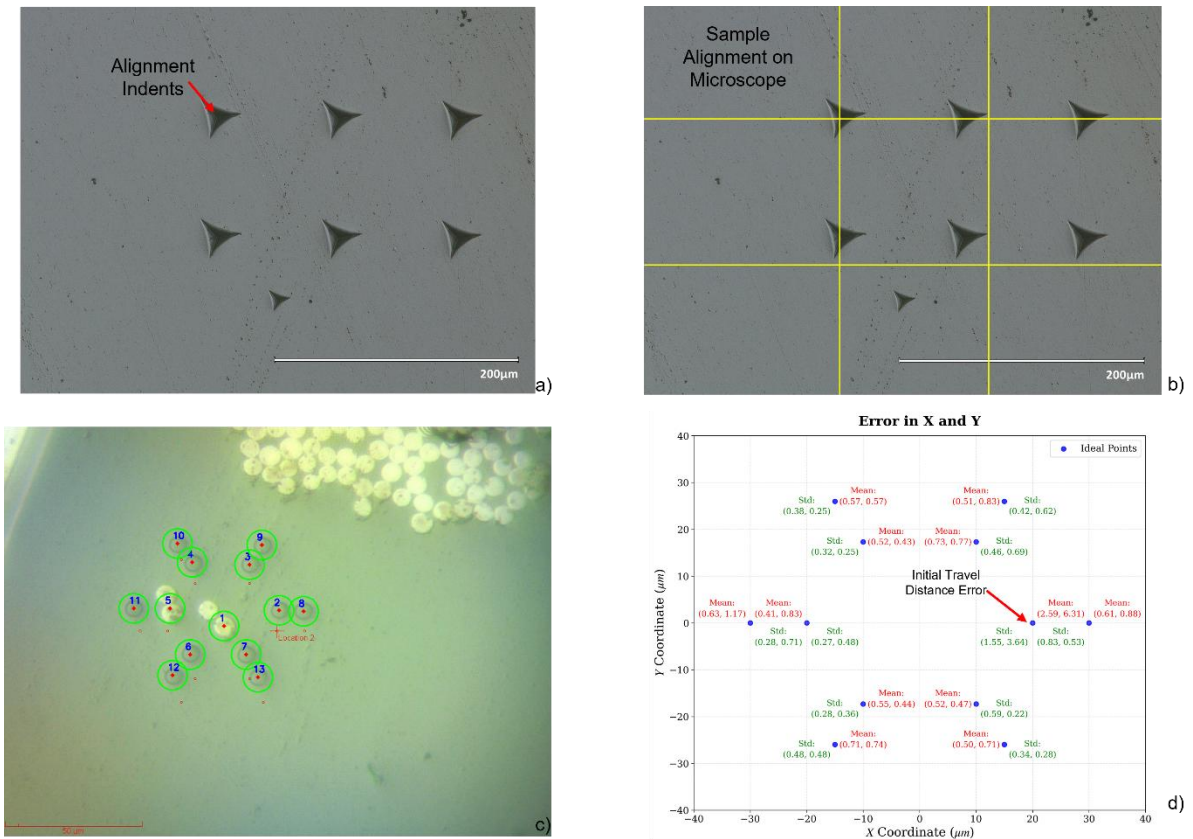 Alignment
Indents
200µm
a)
Sample
Alignment on
Microscope
200µm
b)
10
9
4
3
11
5
2
8
1
Location 2
6
7
12
13
50 µm
c)
Error in X and Y
Ideal Points
Mean:
(0.57, 0.57)
Std:
(0.38, 0.25)
Mean:
(0.51, 0.83)
Std:
(0.42, 0.62)
Std:
(0.32, 0.25)
Mean:
(0.52, 0.43)
Mean:
(0.73, 0.77)
Std:
(0.46, 0.69)
Initial Travel
Distance Error
Mean:
(0.63, 1.17)
Mean:
(0.41, 0.83)
Mean:
(2.59, 6.31)
Mean:
(0.61, 0.88)
Std:
(0.28, 0.71)
Std:
(0.27, 0.48)
Std:
(1.55, 3.64)
Std:
(0.83, 0.53)
Std:
(0.28, 0.36)
Mean:
(0.55, 0.44)
Mean:
(0.52, 0.47)
Std:
(0.59, 0.22)
Std:
(0.48, 0.48)
Mean:
(0.71, 0.74)
Mean:
(0.50, 0.71)
Std:
(0.34, 0.28)
40
30
20
10
0
−10
−20
−30
−40
Y Coordinate (µm)
−40 −30 −20 −10 0 10 20 30 40
X Coordinate (µm)
d)